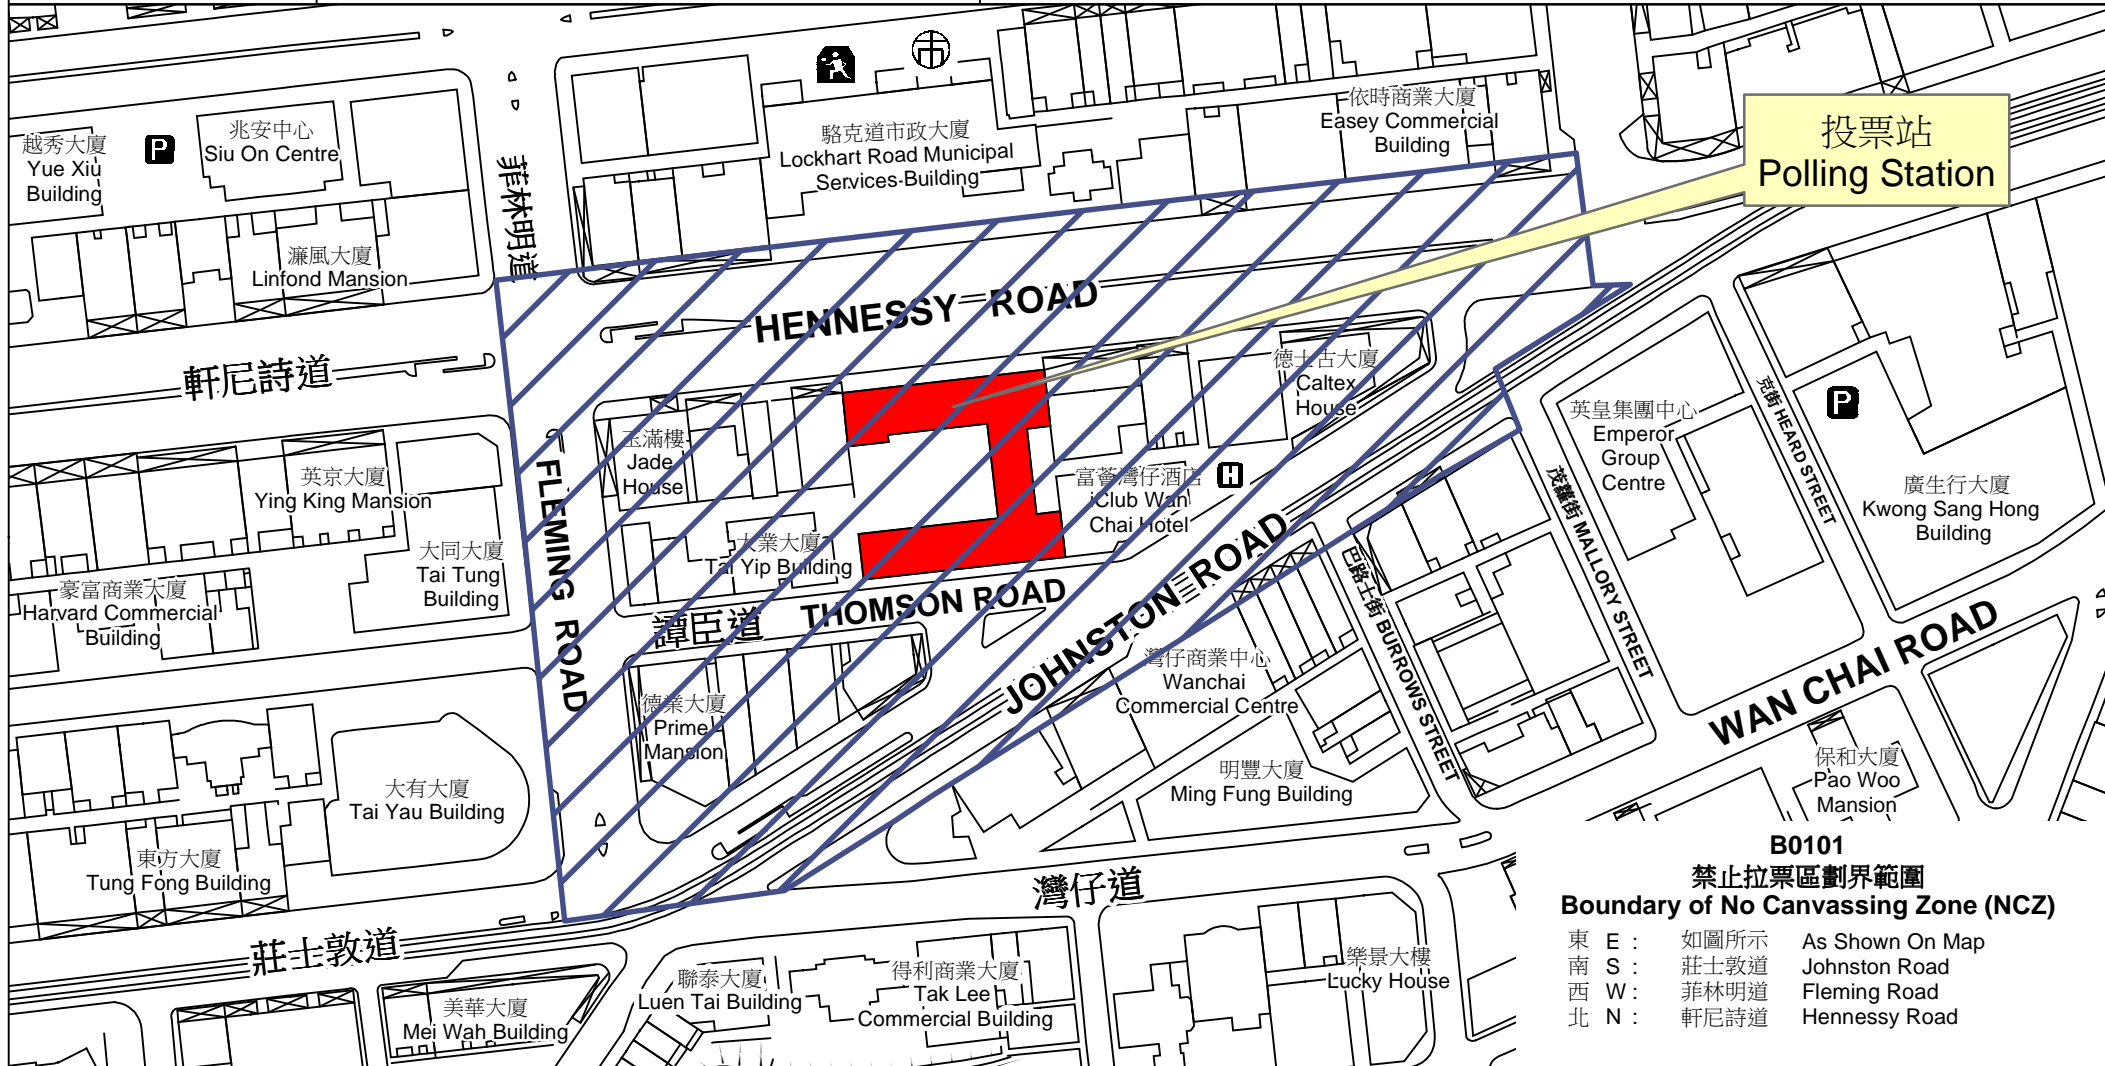 越秀大廈
Yue Xiu
Building
P
兆安中心
Siu On Centre
濂風大廈
Linfond Mansion
菲林明道
駱克道市政大廈
Lockhart Road Municipal
Services Building
依時商業大廈
Easey Commercial
Building
投票站
Polling Station
軒尼詩道
HENNESSY ROAD
德士古大廈
Caltex
House
玉滿樓
Jade
House
英京大廈
Ying King Mansion
大同大廈
Tai Tung
Building
豪富商業大廈
Harvard Commercial
Building
FLEMING ROAD
大業大廈
Tai Yip Building
富薈灣仔酒店
iClub Wan
Chai Hotel
H
譚臣道 THOMSON ROAD
JOHNSTON ROAD
英皇集團中心
Emperor
Group
Centre
克街 HEARD STREET
P
廣生行大廈
Kwong Sang Hong
Building
茂蘿街 MALLORY STREET
巴路士街 BURROWS STREET
WAN CHAI ROAD
德業大廈
Prime
Mansion
灣仔商業中心
Wanchai
Commercial Centre
明豐大廈
Ming Fung Building
保和大廈
Pao Woo
Mansion
大有大廈
Tai Yau Building
東方大廈
Tung Fong Building
莊士敦道
灣仔道
美華大廈
Mei Wah Building
聯泰大廈
Luen Tai Building
得利商業大廈
Tak Lee
Commercial Building
樂景大樓
Lucky House
B0101
禁止拉票區劃界範圍
Boundary of No Canvassing Zone (NCZ)
東 E : 如圖所示 As Shown On Map
南 S : 莊士敦道 Johnston Road
西 W : 菲林明道 Fleming Road
北 N : 軒尼詩道 Hennessy Road